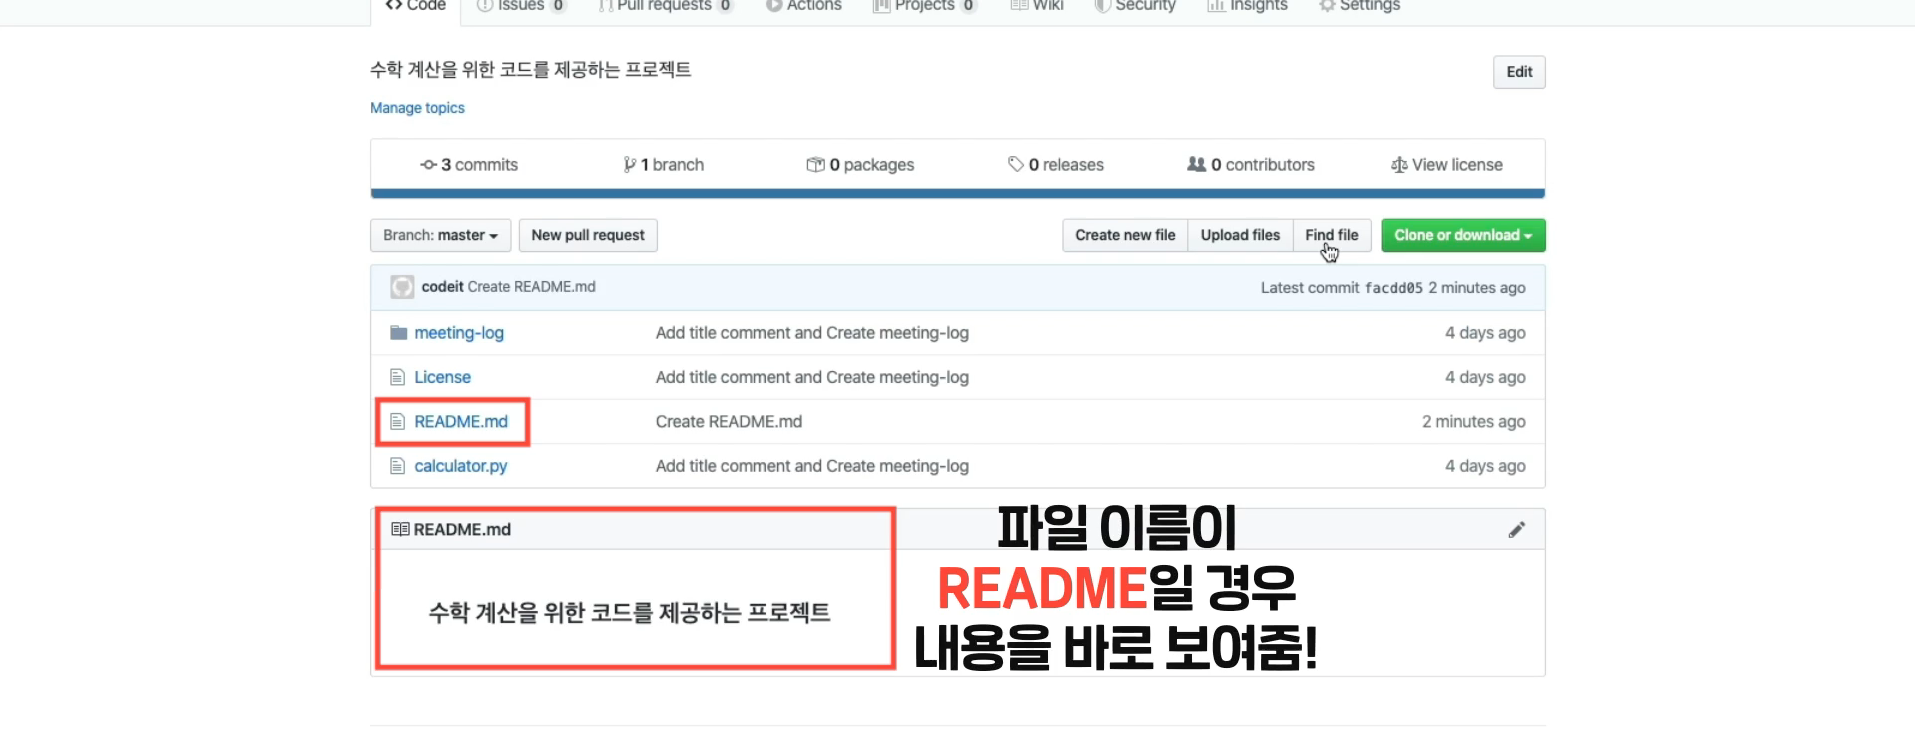 Code Issues 0 Pull requests 0 Actions Projects 0 Wiki Security Insights Settings
수학 계산을 위한 코드를 제공하는 프로젝트
Edit
Manage topics
3 commits 1 branch 0 packages 0 releases 0 contributors View license
Branch: master New pull request Create new file Upload files Find file Clone or download
codeit Create README.md Latest commit facdd05 2 minutes ago
meeting-log Add title comment and Create meeting-log 4 days ago
License Add title comment and Create meeting-log 4 days ago
README.md Create README.md 2 minutes ago
calculator.py Add title comment and Create meeting-log 4 days ago
README.md
수학 계산을 위한 코드를 제공하는 프로젝트
파일 이름이
README일 경우
내용을 바로 보여줌!